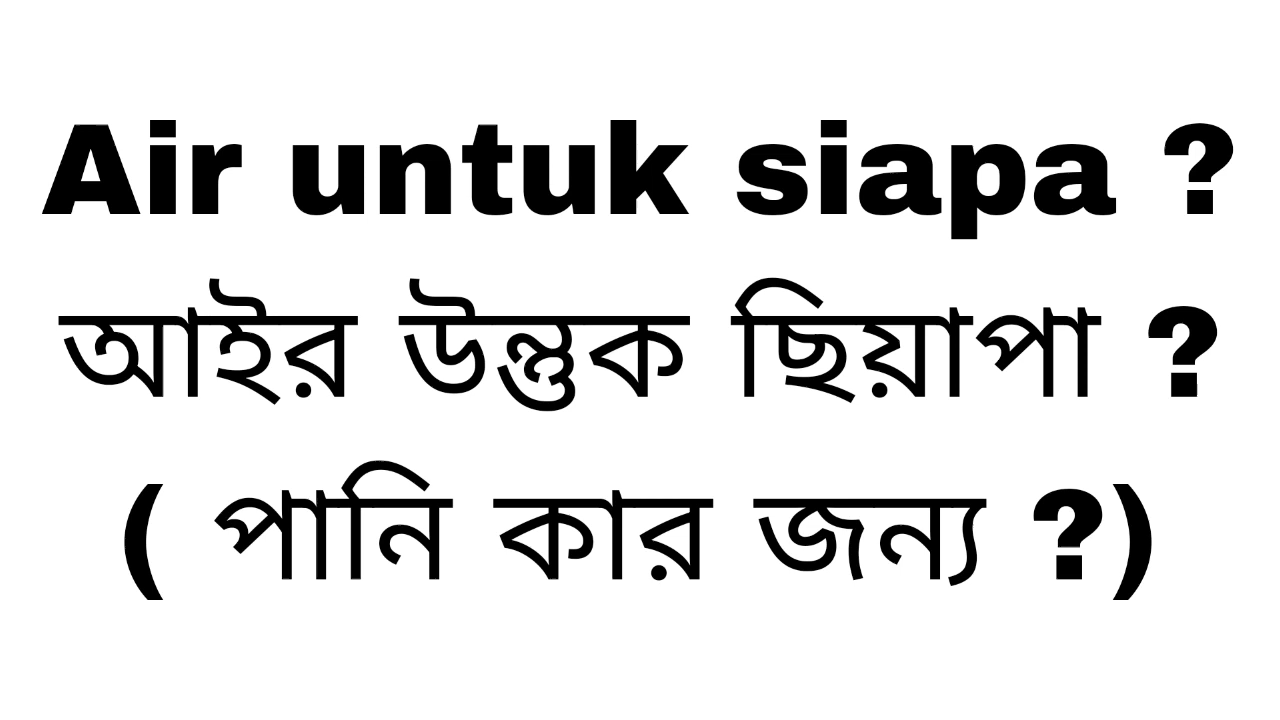 Air untuk siapa ?
আইর উন্তুক ছিয়াপা ?
( পানি কার জন্য ?)